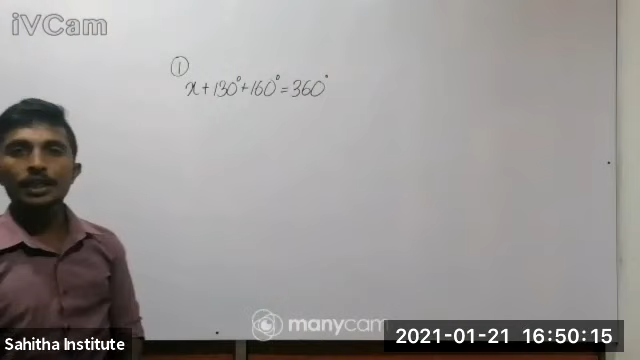 iVCam
①
x + 130° + 160° = 360°
manycam
2021-01-21 16:50:15
Sahitha Institute